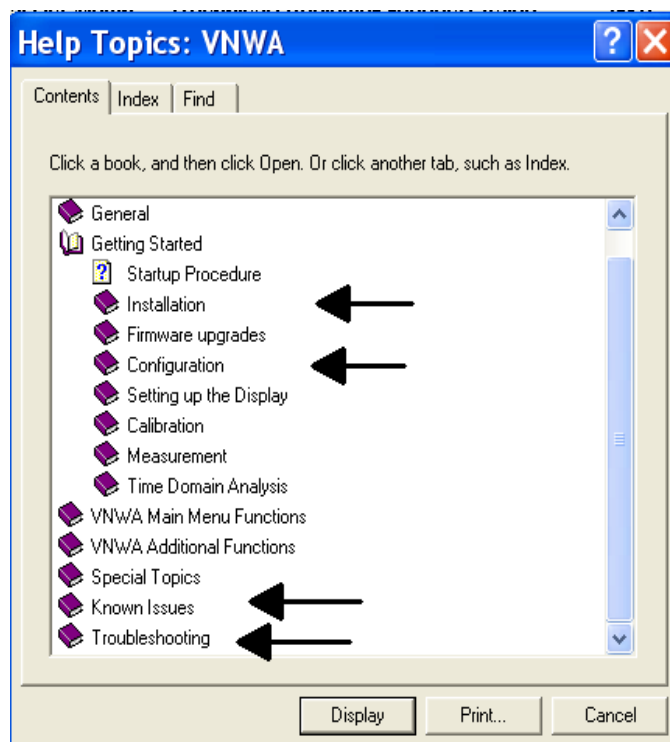 Help Topics: VNWA
Contents Index Find
Click a book, and then click Open. Or click another tab, such as Index.
General
Getting Started
Startup Procedure
Installation
Firmware upgrades
Configuration
Setting up the Display
Calibration
Measurement
Time Domain Analysis
VNWA Main Menu Functions
VNWA Additional Functions
Special Topics
Known Issues
Troubleshooting
Display Print... Cancel